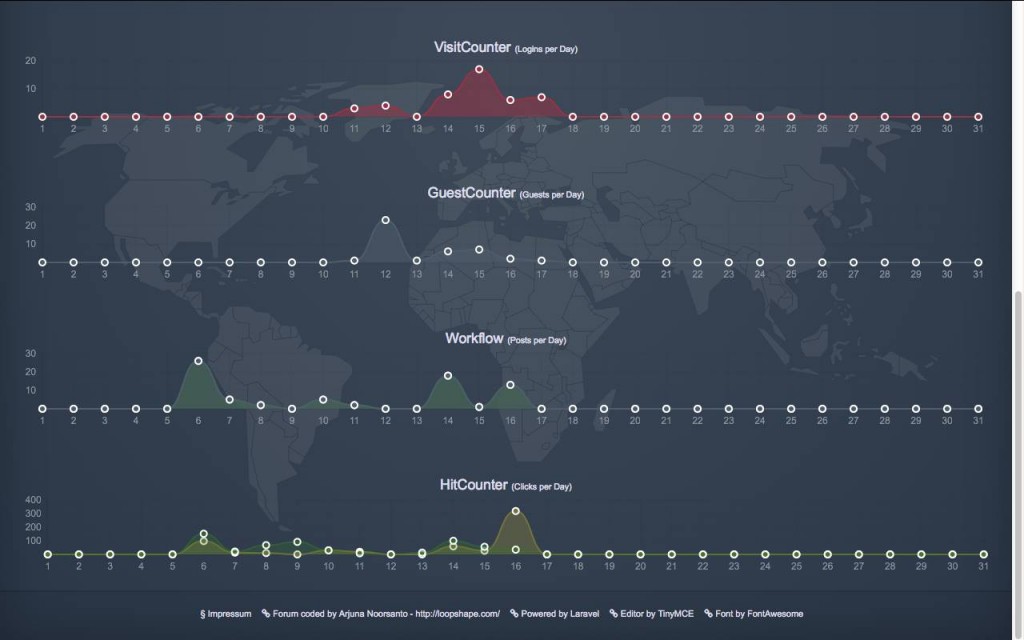 VisitCounter (Logins per Day)
20
10
1 2 3 4 5 6 7 8 9 10 11 12 13 14 15 16 17 18 19 20 21 22 23 24 25 26 27 28 29 30 31
GuestCounter (Guests per Day)
30
20
10
1 2 3 4 5 6 7 8 9 10 11 12 13 14 15 16 17 18 19 20 21 22 23 24 25 26 27 28 29 30 31
Workflow (Posts per Day)
30
20
10
1 2 3 4 5 6 7 8 9 10 11 12 13 14 15 16 17 18 19 20 21 22 23 24 25 26 27 28 29 30 31
HitCounter (Clicks per Day)
400
300
200
100
1 2 3 4 5 6 7 8 9 10 11 12 13 14 15 16 17 18 19 20 21 22 23 24 25 26 27 28 29 30 31
§ Impressum Forum coded by Arjuna Noorsanto - http://loopshape.com/ Powered by Laravel Editor by TinyMCE Font by FontAwesome